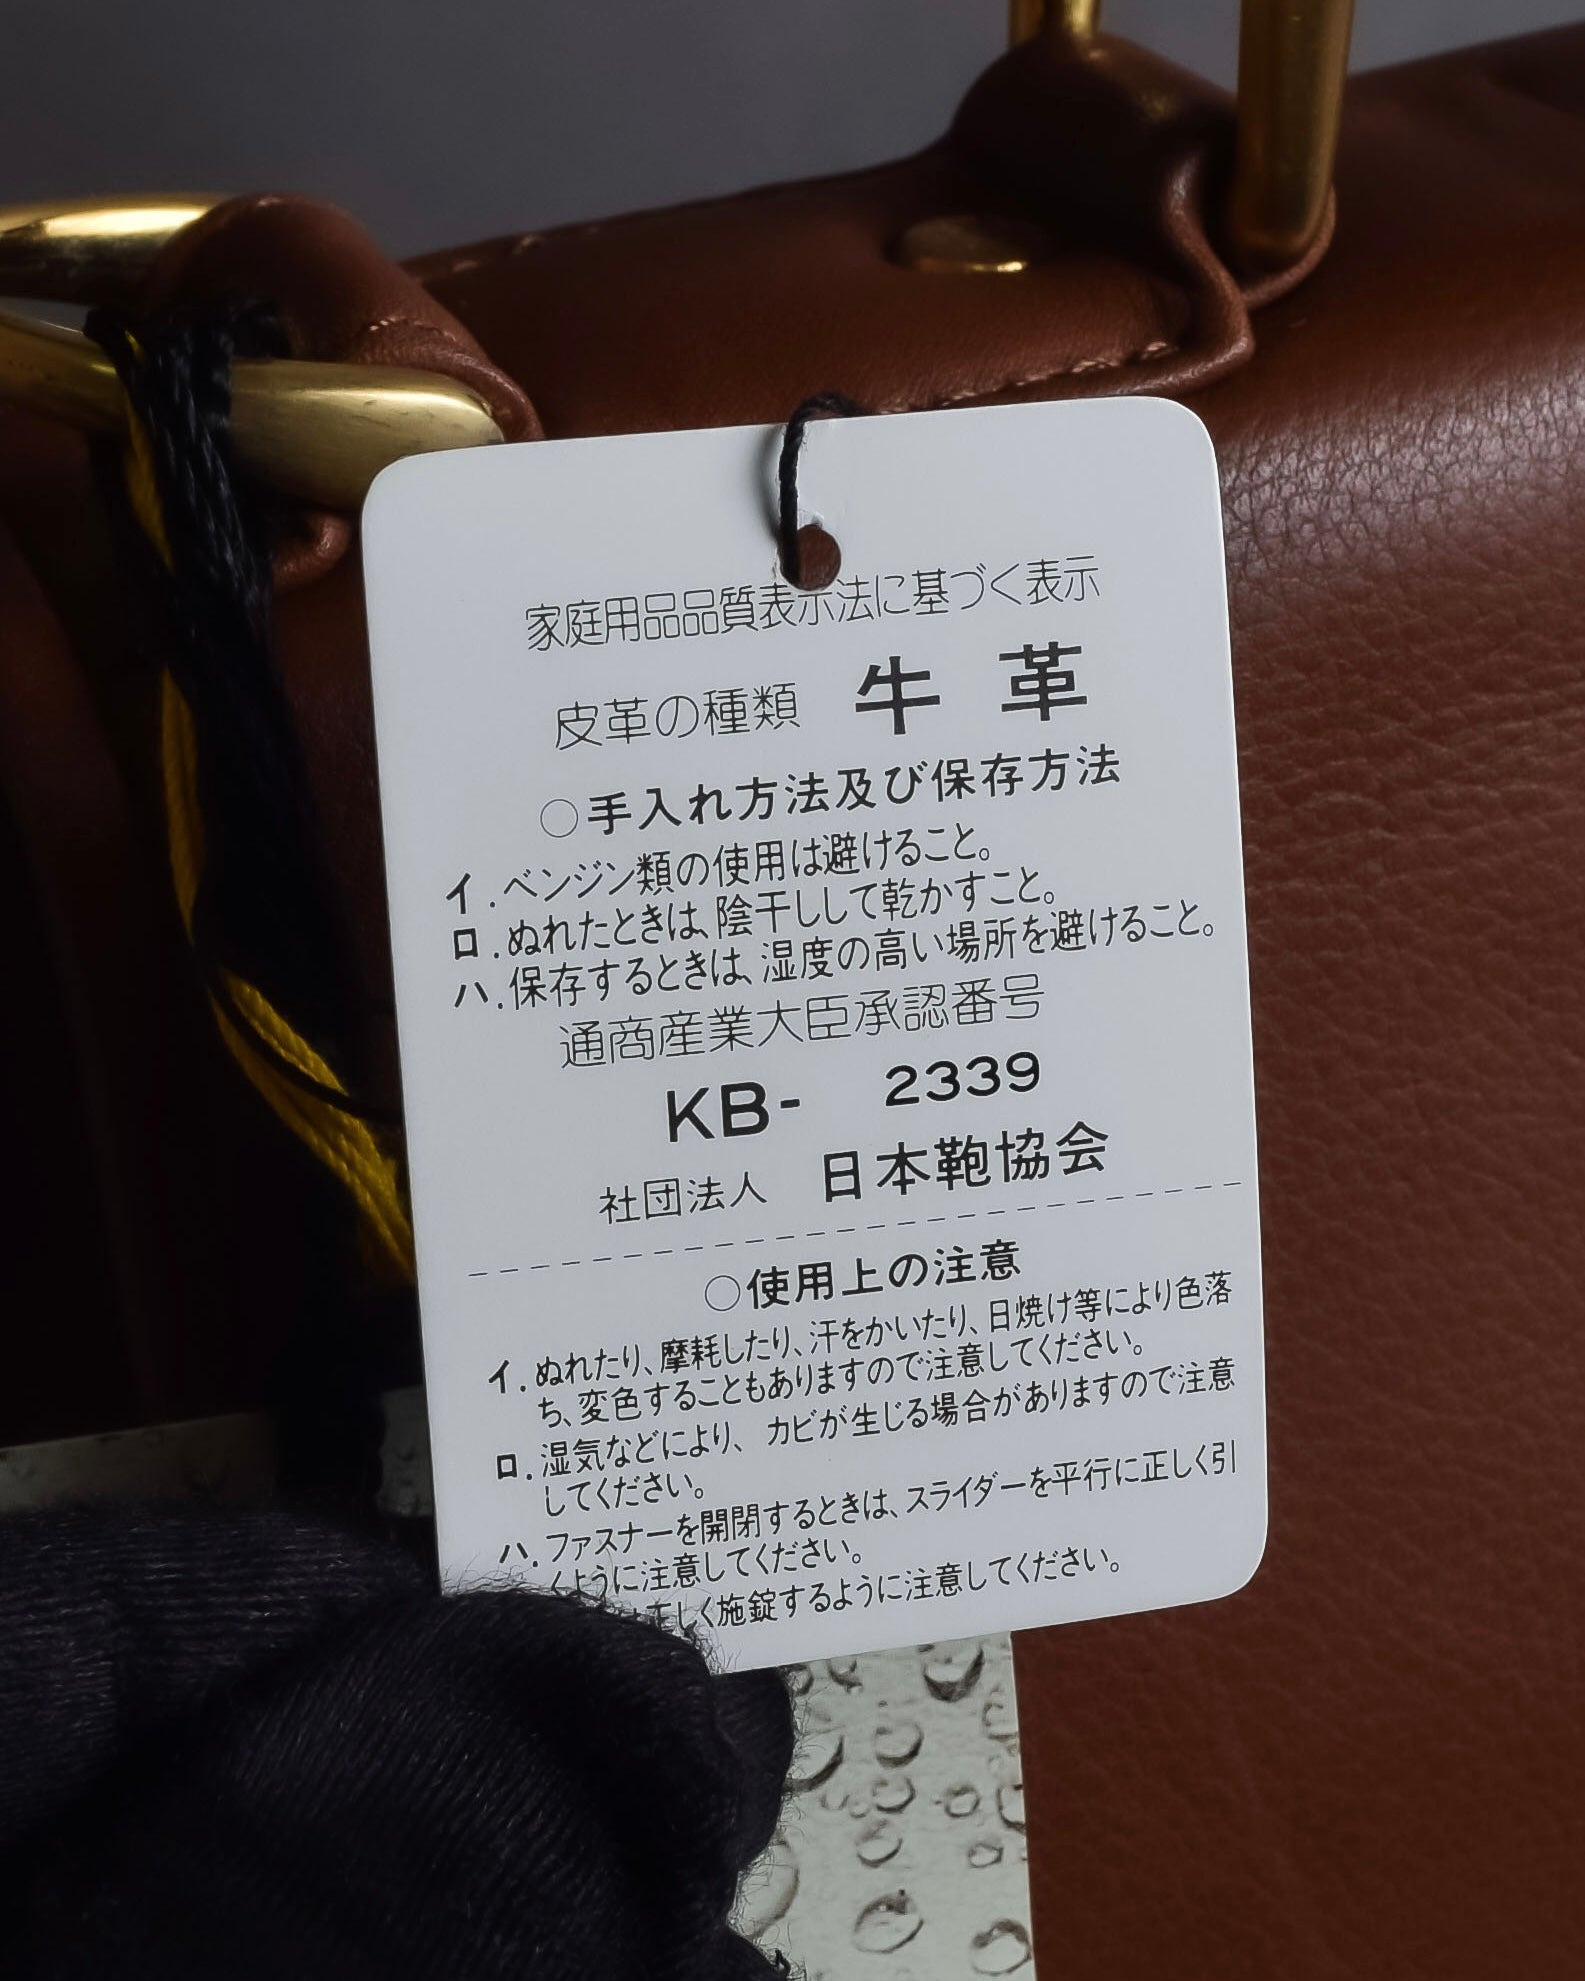 家庭用品品質表示法に基づく表示
皮革の種類 牛革
○手入れ方法及び保存方法
イ.ベンジン類の使用は避けること。
ロ.ぬれたときは、陰干しして乾かすこと。
ハ.保存するときは、湿度の高い場所を避けること。
通商産業大臣承認番号
KB- 2339
社団法人 日本鞄協会
○使用上の注意
イ.ぬれたり、摩耗したり、汗をかいたり、日焼け等により色落
ち、変色することもありますので注意してください。
ロ.湿気などにより、カビが生じる場合がありますので注意
してください。
ハ.ファスナーを開閉するときは、スライダーを平行に正しく引
くように注意してください。
正しく施錠するように注意してください。